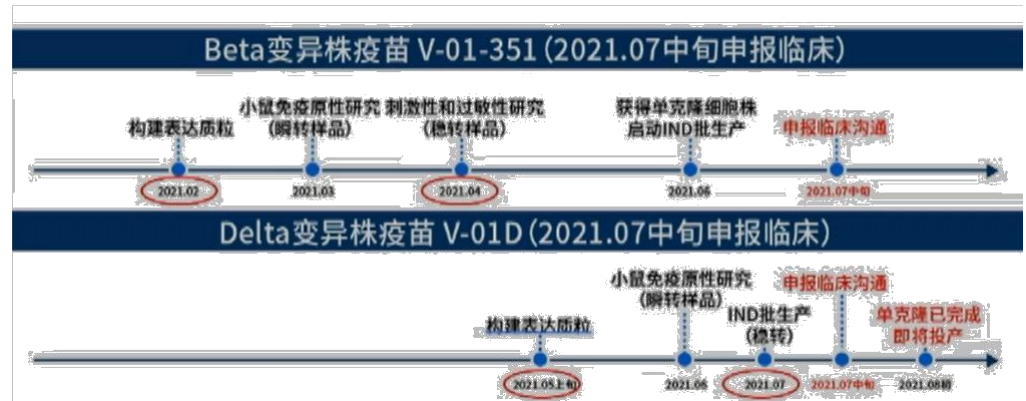 Beta变异株疫苗 V-01-351(2021.07中旬申报临床)
小鼠免疫原性研究 刺激性和过敏性研究 获得单克隆细胞株
构建表达质粒 (瞬转样品) (稳转样品) 启动IND批生产 申报临床沟通
2021.02 2021.03 2021.04 2021.06 2021.07中旬
Delta变异株疫苗 V-01D(2021.07中旬申报临床)
小鼠免疫原性研究 申报临床沟通
(瞬转样品) IND批生产 单克隆已完成
构建表达质粒 (稳转) 即将投产
2021.05上旬 2021.06 2021.07 2021.07中旬 2021.08初